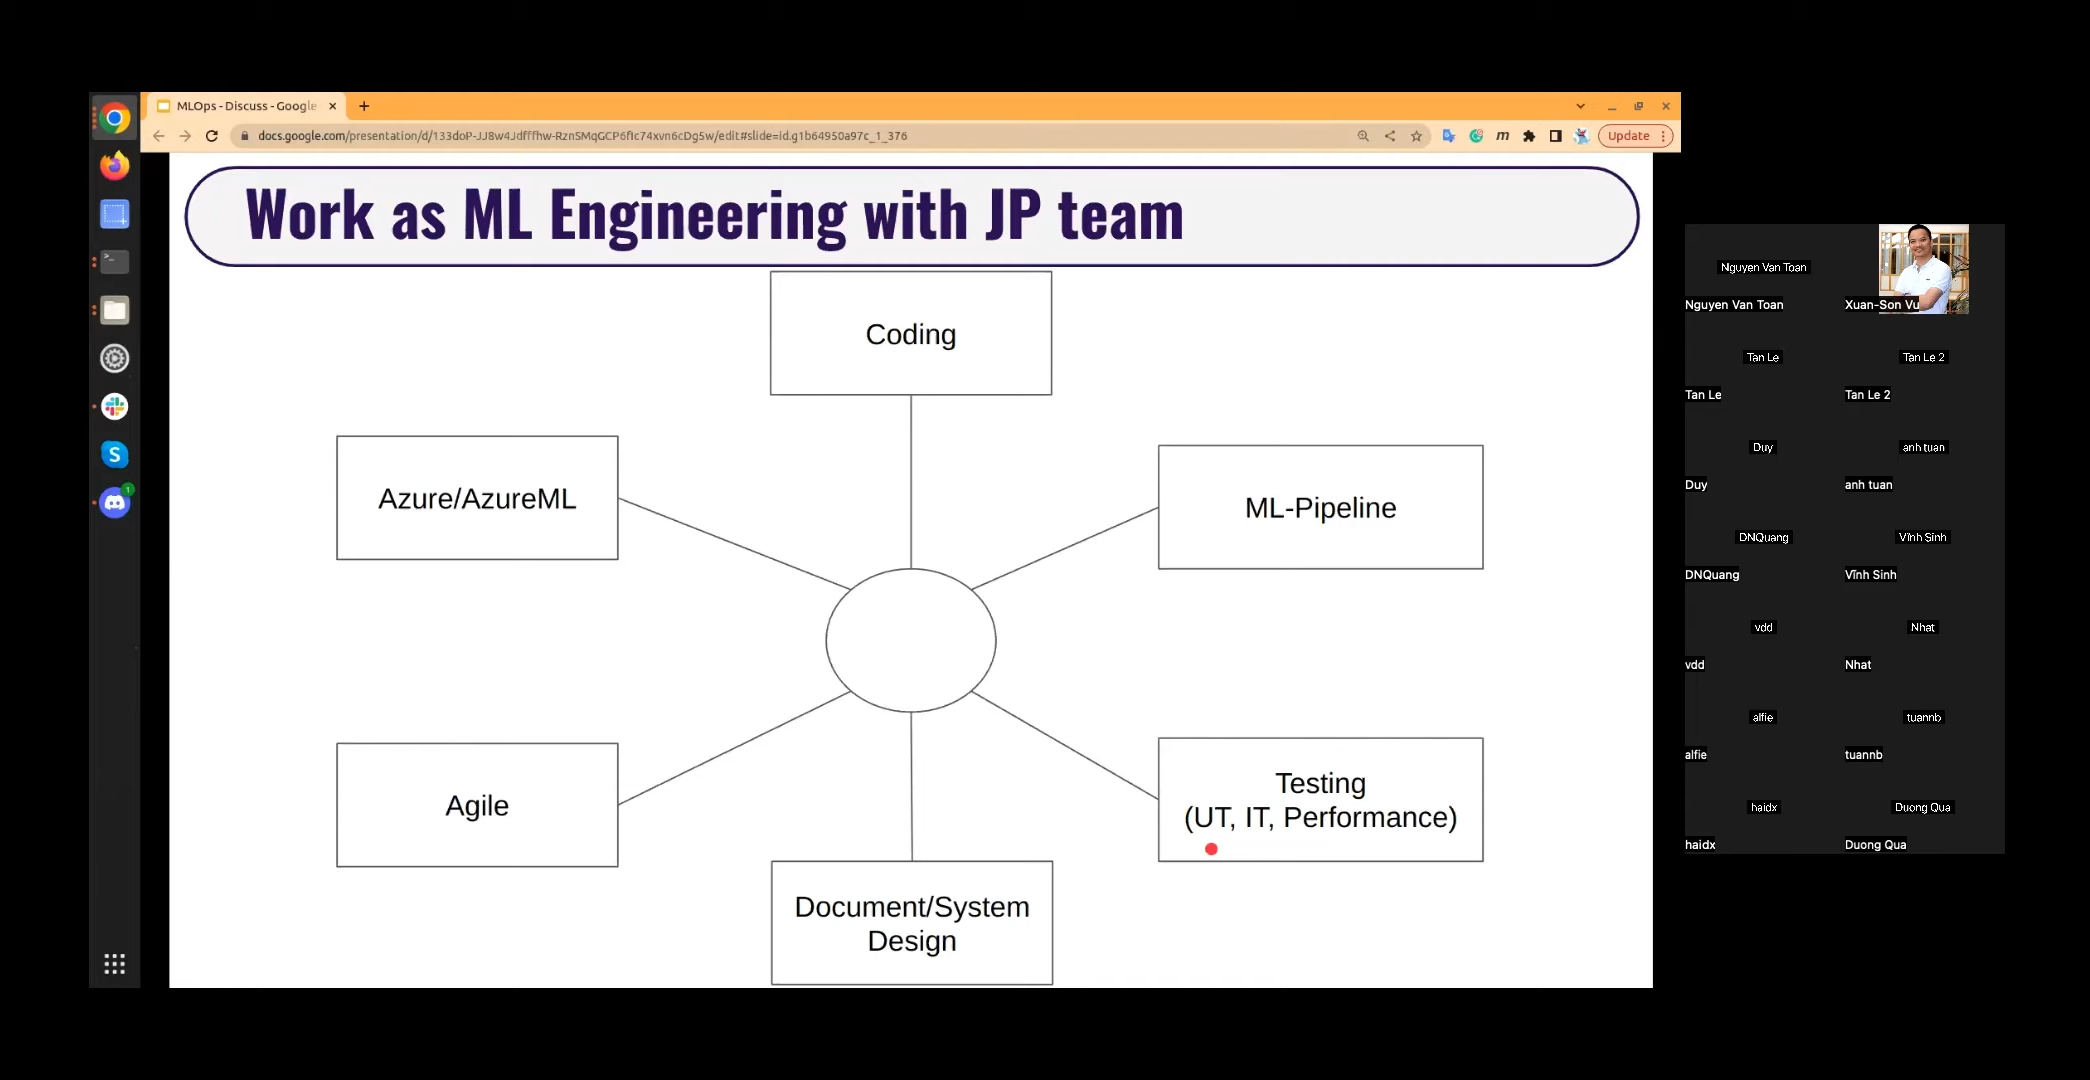 MLOps - Discuss - Google
docs.google.com/presentation/d/133doP-JJ8w4Jdfffhw-RznSMqGCP6fIc74xvn6cDg5w/edit#slide=id.g1b64950a97c_1_376
Update
Work as ML Engineering with JP team
Coding
Azure/AzureML
ML-Pipeline
Agile
Testing
(UT, IT, Performance)
Document/System
Design
Nguyen Van Toan
Nguyen Van Toan
Xuan-Son Vu
Tan Le
Tan Le 2
Tan Le
Tan Le 2
Duy
anh tuan
Duy
anh tuan
DNQuang
Vĩnh Sinh
DNQuang
Vĩnh Sinh
vdd
Nhat
vdd
Nhat
alfie
tuannb
alfie
tuannb
haidx
Duong Qua
haidx
Duong Qua